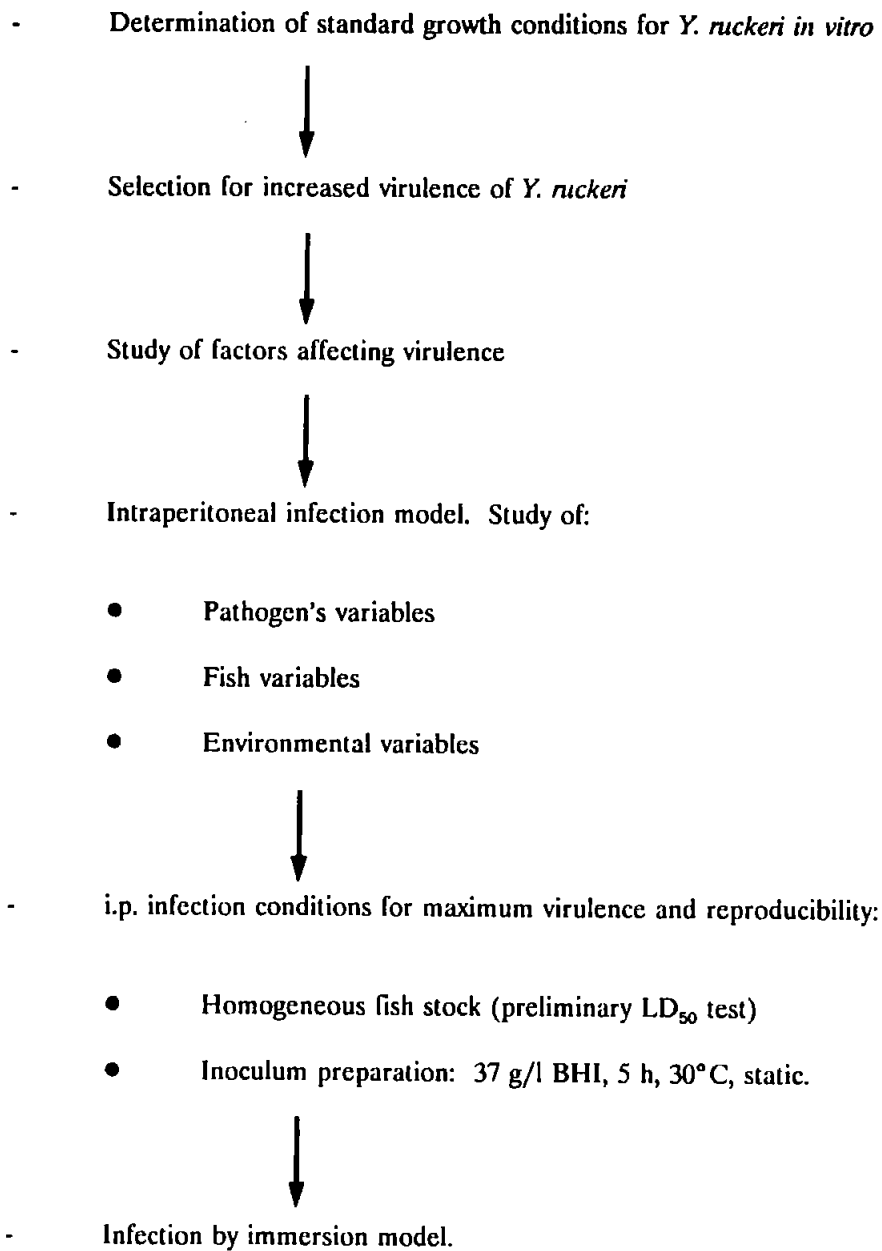 - Determination of standard growth conditions for Y. ruckeri in vitro
- Selection for increased virulence of Y. ruckeri
- Study of factors affecting virulence
- Intraperitoneal infection model. Study of:
● Pathogen's variables
● Fish variables
● Environmental variables
- i.p. infection conditions for maximum virulence and reproducibility:
● Homogeneous fish stock (preliminary LD₅₀ test)
● Inoculum preparation: 37 g/l BHI, 5 h, 30°C, static.
- Infection by immersion model.